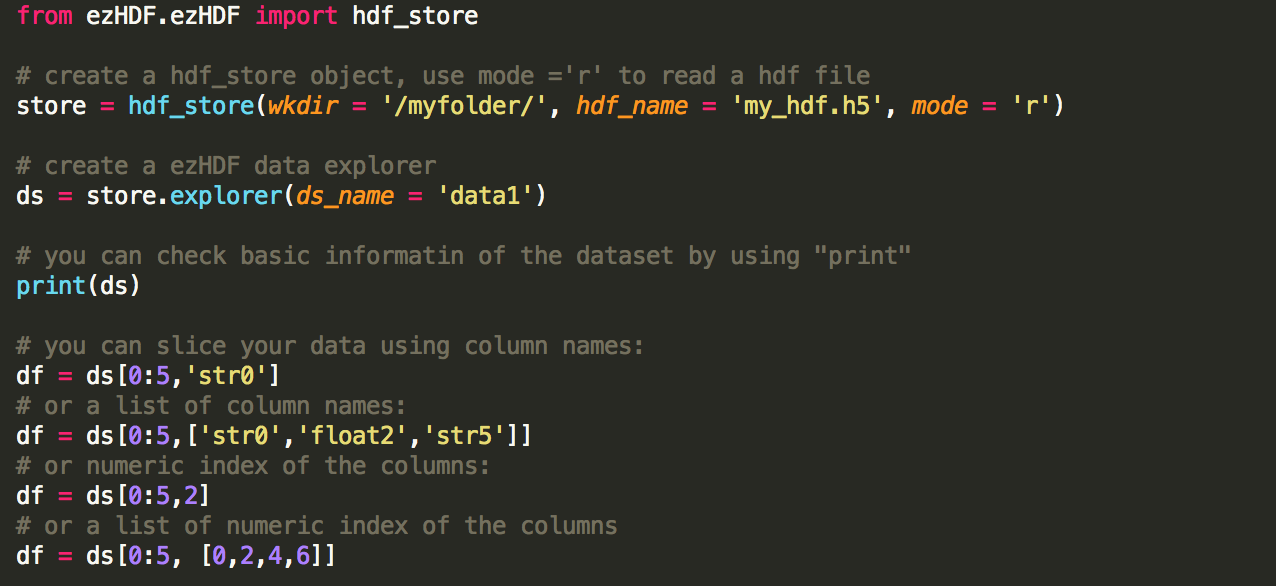 from ezHDF.ezHDF import hdf_store
# create a hdf_store object, use mode ='r' to read a hdf file
store = hdf_store(wkdir = '/myfolder/', hdf_name = 'my_hdf.h5', mode = 'r')
# create a ezHDF data explorer
ds = store.explorer(ds_name = 'data1')
# you can check basic informatin of the dataset by using "print"
print(ds)
# you can slice your data using column names:
df = ds[0:5,'str0']
# or a list of column names:
df = ds[0:5,['str0','float2','str5']]
# or numeric index of the columns:
df = ds[0:5,2]
# or a list of numeric index of the columns
df = ds[0:5, [0,2,4,6]]